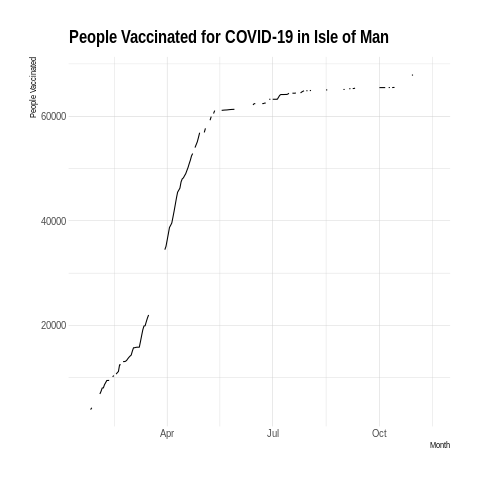 People Vaccinated for COVID-19 in Isle of Man
People Vaccinated
60000
40000
20000
Apr Jul Oct
Month